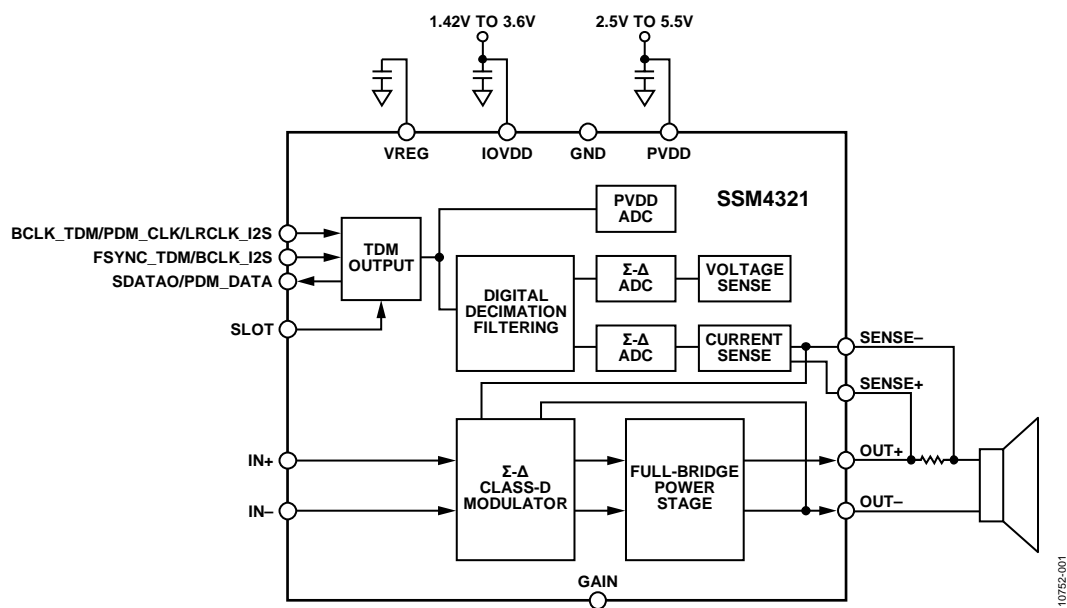 1.42V TO 3.6V
2.5V TO 5.5V
VREG
IOVDD
GND
PVDD
SSM4321
PVDD
ADC
BCLK_TDM/PDM_CLK/LRCLK_I2S
FSYNC_TDM/BCLK_I2S
SDATAO/PDM_DATA
SLOT
TDM
OUTPUT
DIGITAL
DECIMATION
FILTERING
Σ-Δ
ADC
VOLTAGE
SENSE
Σ-Δ
ADC
CURRENT
SENSE
SENSE–
SENSE+
IN+
IN–
Σ-Δ
CLASS-D
MODULATOR
FULL-BRIDGE
POWER
STAGE
OUT+
OUT–
GAIN
10752-001